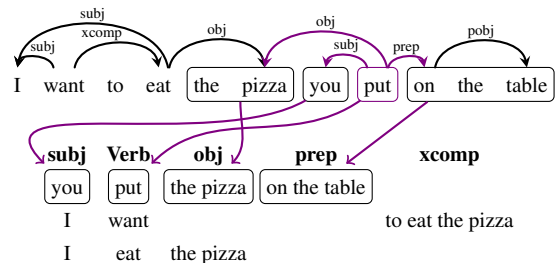 subj obj
subj xcomp obj subj prep pobj
I want to eat the pizza you put on the table
subj Verb obj prep xcomp
you put the pizza on the table
I want to eat the pizza
I eat the pizza